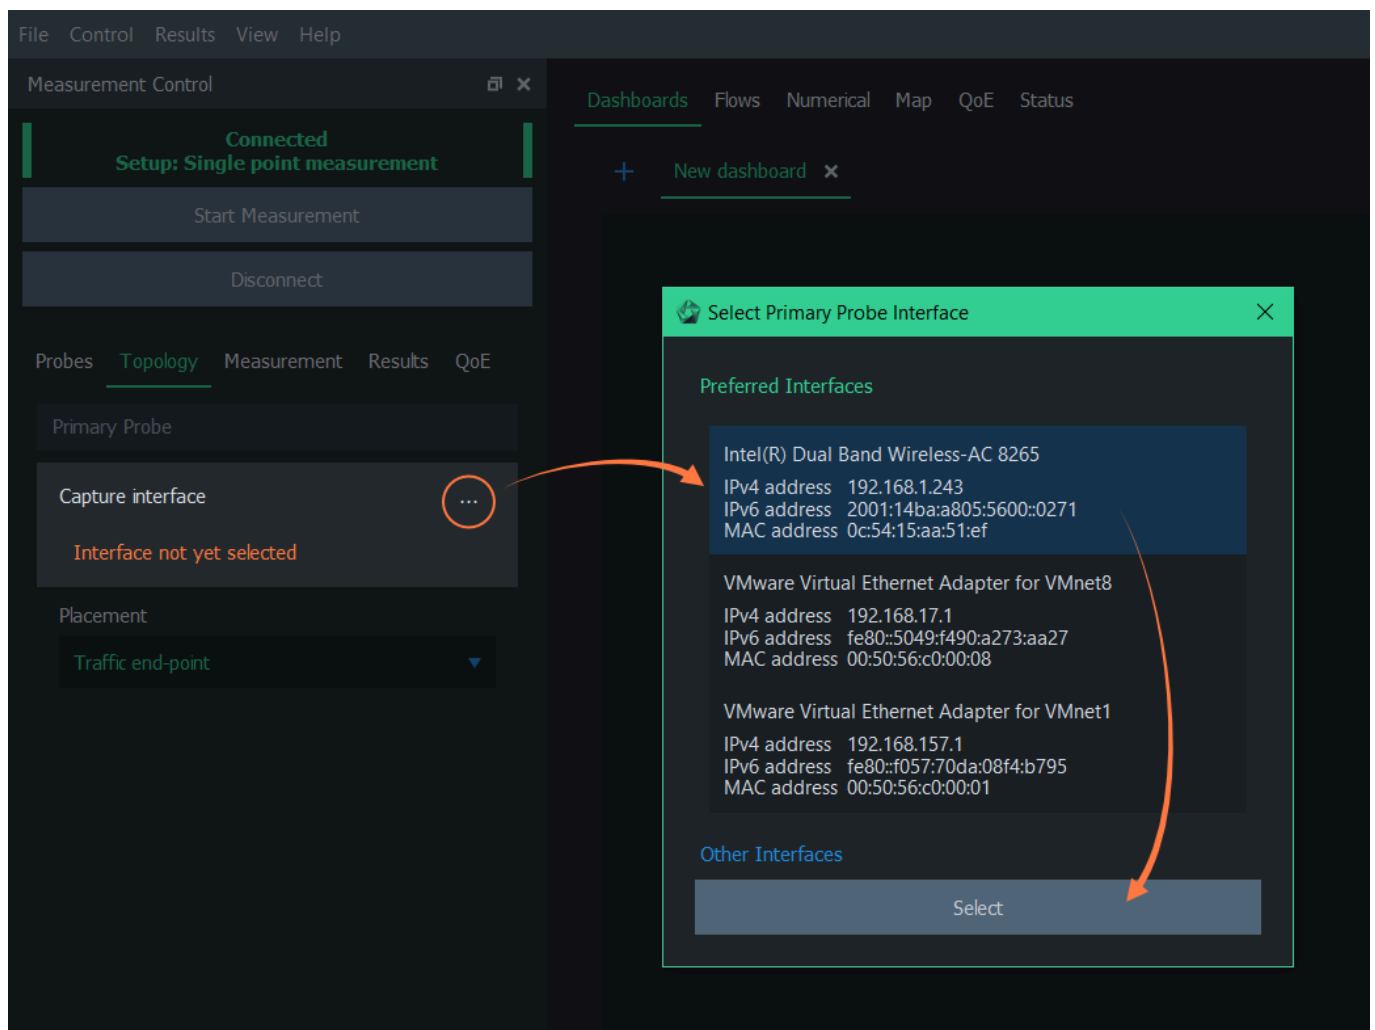 File Control Results View Help
Measurement Control
Connected
Setup: Single point measurement
Start Measurement
Disconnect
Probes Topology Measurement Results QoE
Primary Probe
Capture interface ...
Interface not yet selected
Placement
Traffic end-point
Dashboards Flows Numerical Map QoE Status
+ New dashboard
Select Primary Probe Interface
Preferred Interfaces
Intel(R) Dual Band Wireless-AC 8265
IPv4 address 192.168.1.243
IPv6 address 2001:14ba:a805:5600::0271
MAC address 0c:54:15:aa:51:ef
VMware Virtual Ethernet Adapter for VMnet8
IPv4 address 192.168.17.1
IPv6 address fe80::5049:f490:a273:aa27
MAC address 00:50:56:c0:00:08
VMware Virtual Ethernet Adapter for VMnet1
IPv4 address 192.168.157.1
IPv6 address fe80::f057:70da:08f4:b795
MAC address 00:50:56:c0:00:01
Other Interfaces
Select